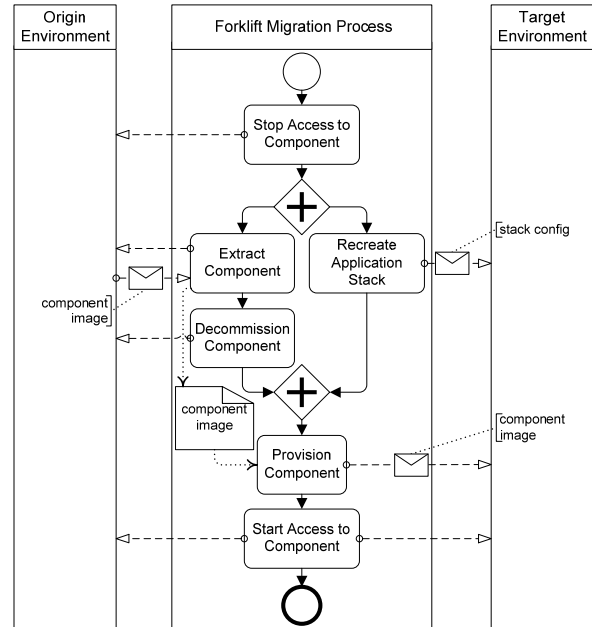 Origin
Environment
Forklift Migration Process
Target
Environment
Stop Access to
Component
stack config
Extract
Component
Recreate
Application
Stack
component
image
Decommission
Component
component
image
component
image
Provision
Component
Start Access to
Component